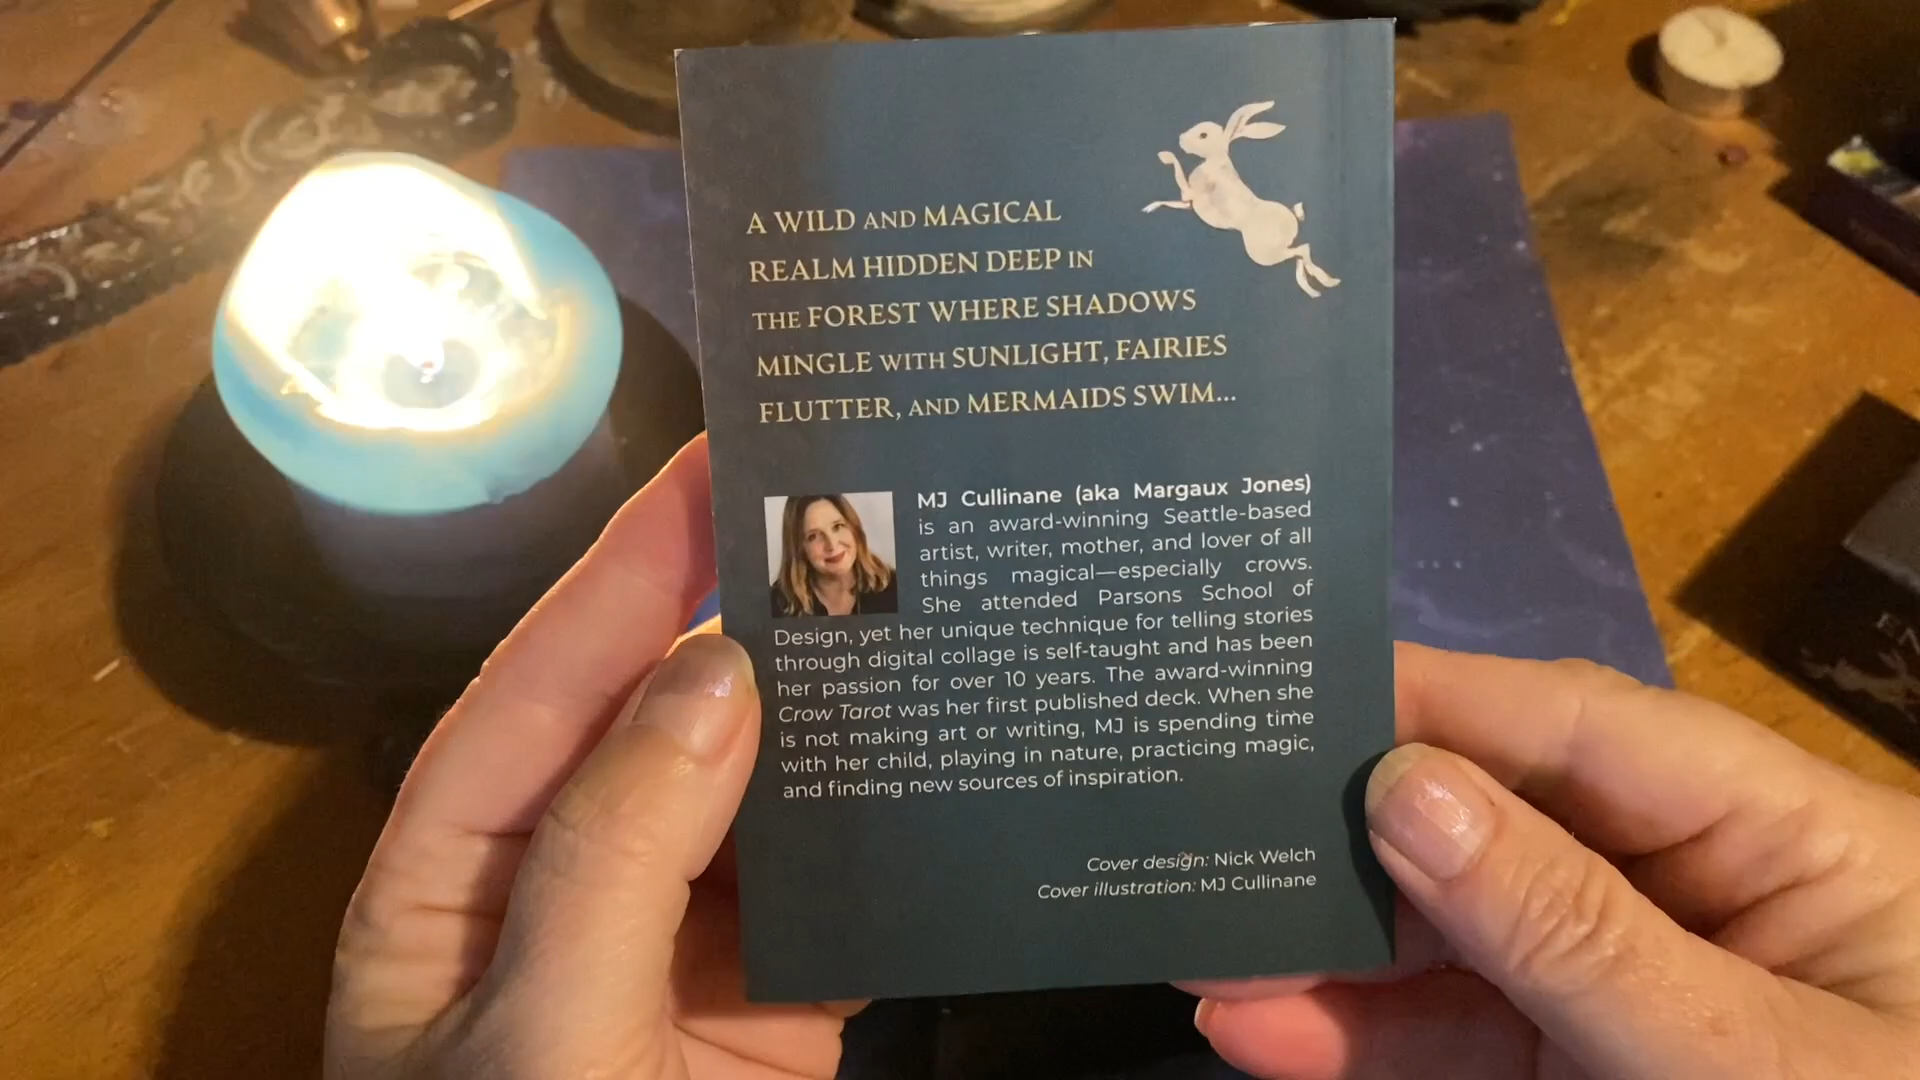 A WILD AND MAGICAL
REALM HIDDEN DEEP IN
THE FOREST WHERE SHADOWS
MINGLE WITH SUNLIGHT, FAIRIES
FLUTTER, AND MERMAIDS SWIM...
MJ Cullinane (aka Margaux Jones)
is an award-winning Seattle-based
artist, writer, mother, and lover of all
things magical—especially crows.
She attended Parsons School of
Design, yet her unique technique for telling stories
through digital collage is self-taught and has been
her passion for over 10 years. The award-winning
Crow Tarot was her first published deck. When she
is not making art or writing, MJ is spending time
with her child, playing in nature, practicing magic,
and finding new sources of inspiration.
Cover design: Nick Welch
Cover illustration: MJ Cullinane